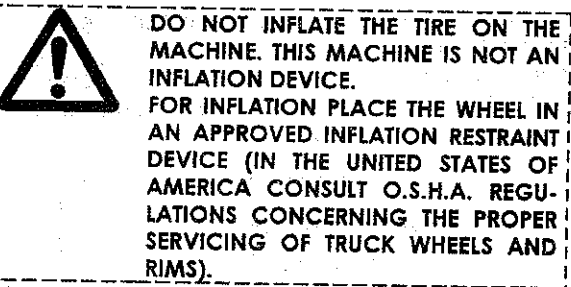 DO NOT INFLATE THE TIRE ON THE
MACHINE. THIS MACHINE IS NOT AN
INFLATION DEVICE.
FOR INFLATION PLACE THE WHEEL IN
AN APPROVED INFLATION RESTRAINT
DEVICE (IN THE UNITED STATES OF
AMERICA CONSULT O.S.H.A. REGU-
LATIONS CONCERNING THE PROPER
SERVICING OF TRUCK WHEELS AND
RIMS).